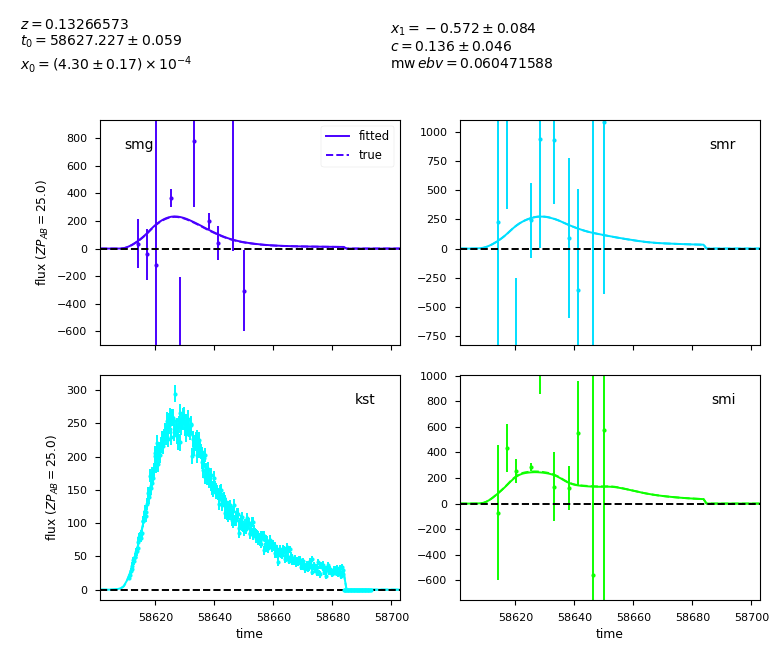 z = 0.13266573
t₀ = 58627.227 ± 0.059
x₀ = (4.30 ± 0.17) × 10⁻⁴
x₁ = −0.572 ± 0.084
c = 0.136 ± 0.046
mw ebv = 0.060471588
smg
fitted
true
800
600
400
200
0
−200
−400
−600
flux (ZP_AB = 25.0)
smr
1000
750
500
250
0
−250
−500
−750
kst
300
250
200
150
100
50
0
flux (ZP_AB = 25.0)
58620 58640 58660 58680 58700
time
smi
1000
800
600
400
200
0
−200
−400
−600
58620 58640 58660 58680 58700
time